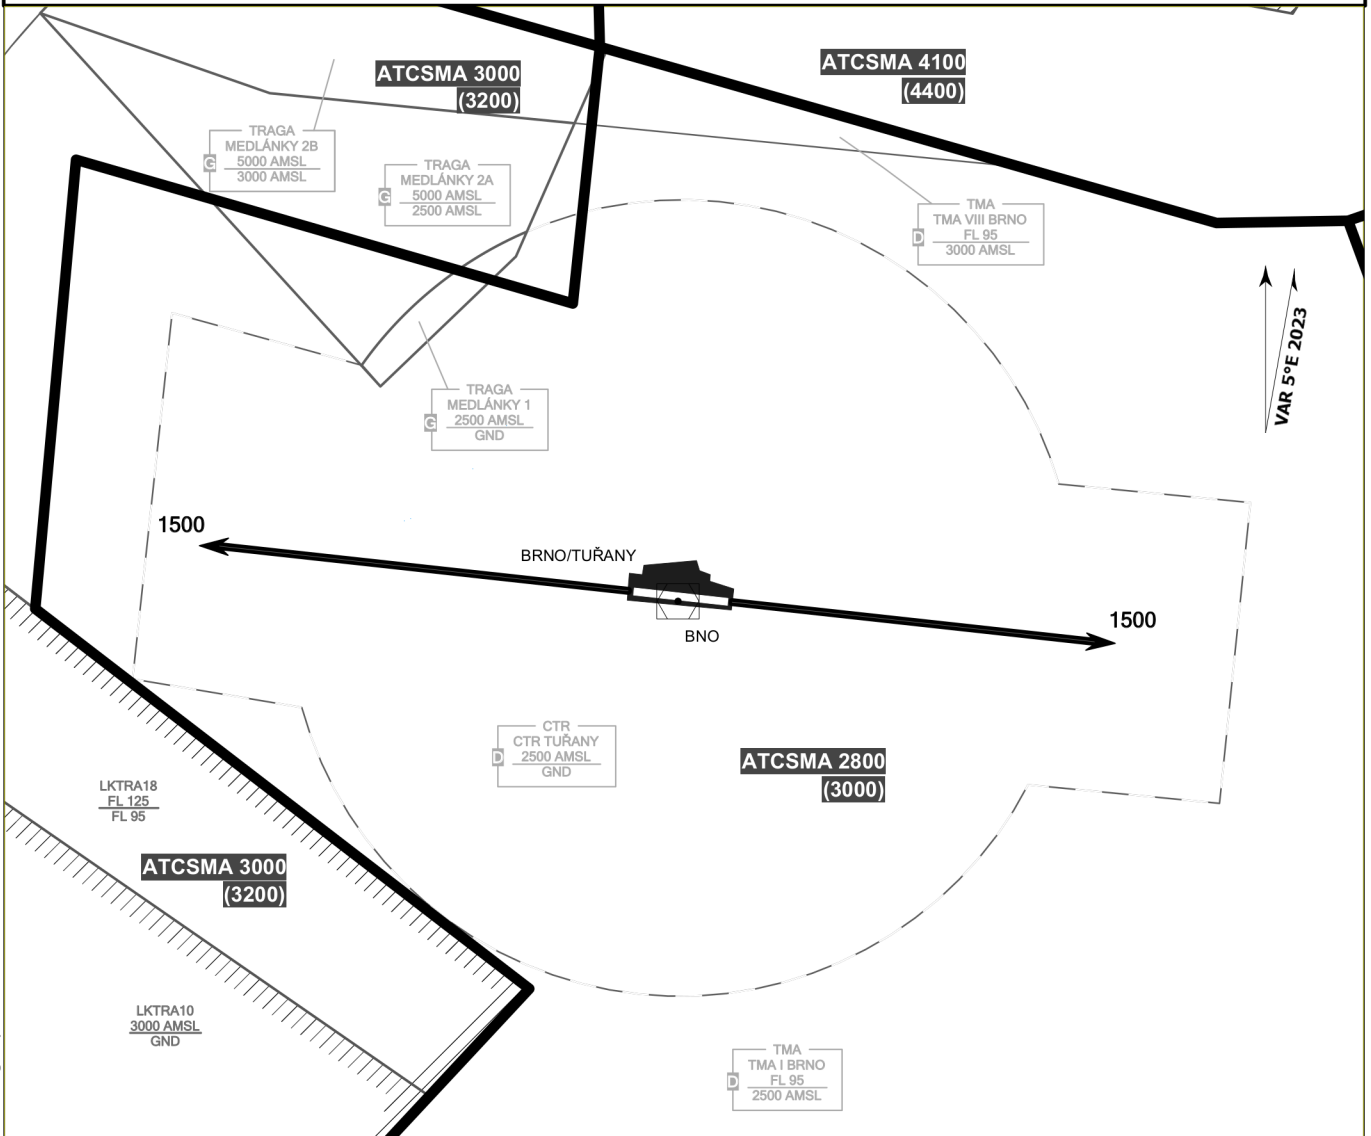 ATCSMA 3000
(3200)
ATCSMA 4100
(4400)
TRAGA
MEDLÁNKY 2B
G
5000 AMSL
3000 AMSL
TRAGA
MEDLÁNKY 2A
G
5000 AMSL
2500 AMSL
TMA
TMA VIII BRNO
D
FL 95
3000 AMSL
VAR 5°E 2023
TRAGA
MEDLÁNKY 1
G
2500 AMSL
GND
1500
BRNO/TUŘANY
1500
BNO
CTR
CTR TUŘANY
D
2500 AMSL
GND
ATCSMA 2800
(3000)
LKTRA18
FL 125
FL 95
ATCSMA 3000
(3200)
LKTRA10
3000 AMSL
GND
TMA
TMA I BRNO
D
FL 95
2500 AMSL